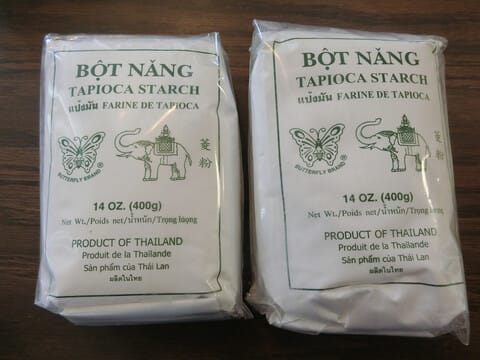 BỘT NĂNG
TAPIOCA STARCH
แป้งมัน FARINE DE TAPIOCA
菱粉
BUTTERFLY BRAND ®
14 OZ. (400g)
Net Wt./Poids net/น้ำหนัก/Trọng lượng
PRODUCT OF THAILAND
Produit de la Thailande
Sản phẩm của Thái Lan
ผลิตในไทย
BỘT NĂNG
TAPIOCA STARCH
แป้งมัน FARINE DE TAPIOCA
菱粉
BUTTERFLY BRAND ®
14 OZ. (400g)
Net Wt./Poids net/น้ำหนัก/Trọng lượng
PRODUCT OF THAILAND
Produit de la Thailande
Sản phẩm của Thái Lan
ผลิตในไทย